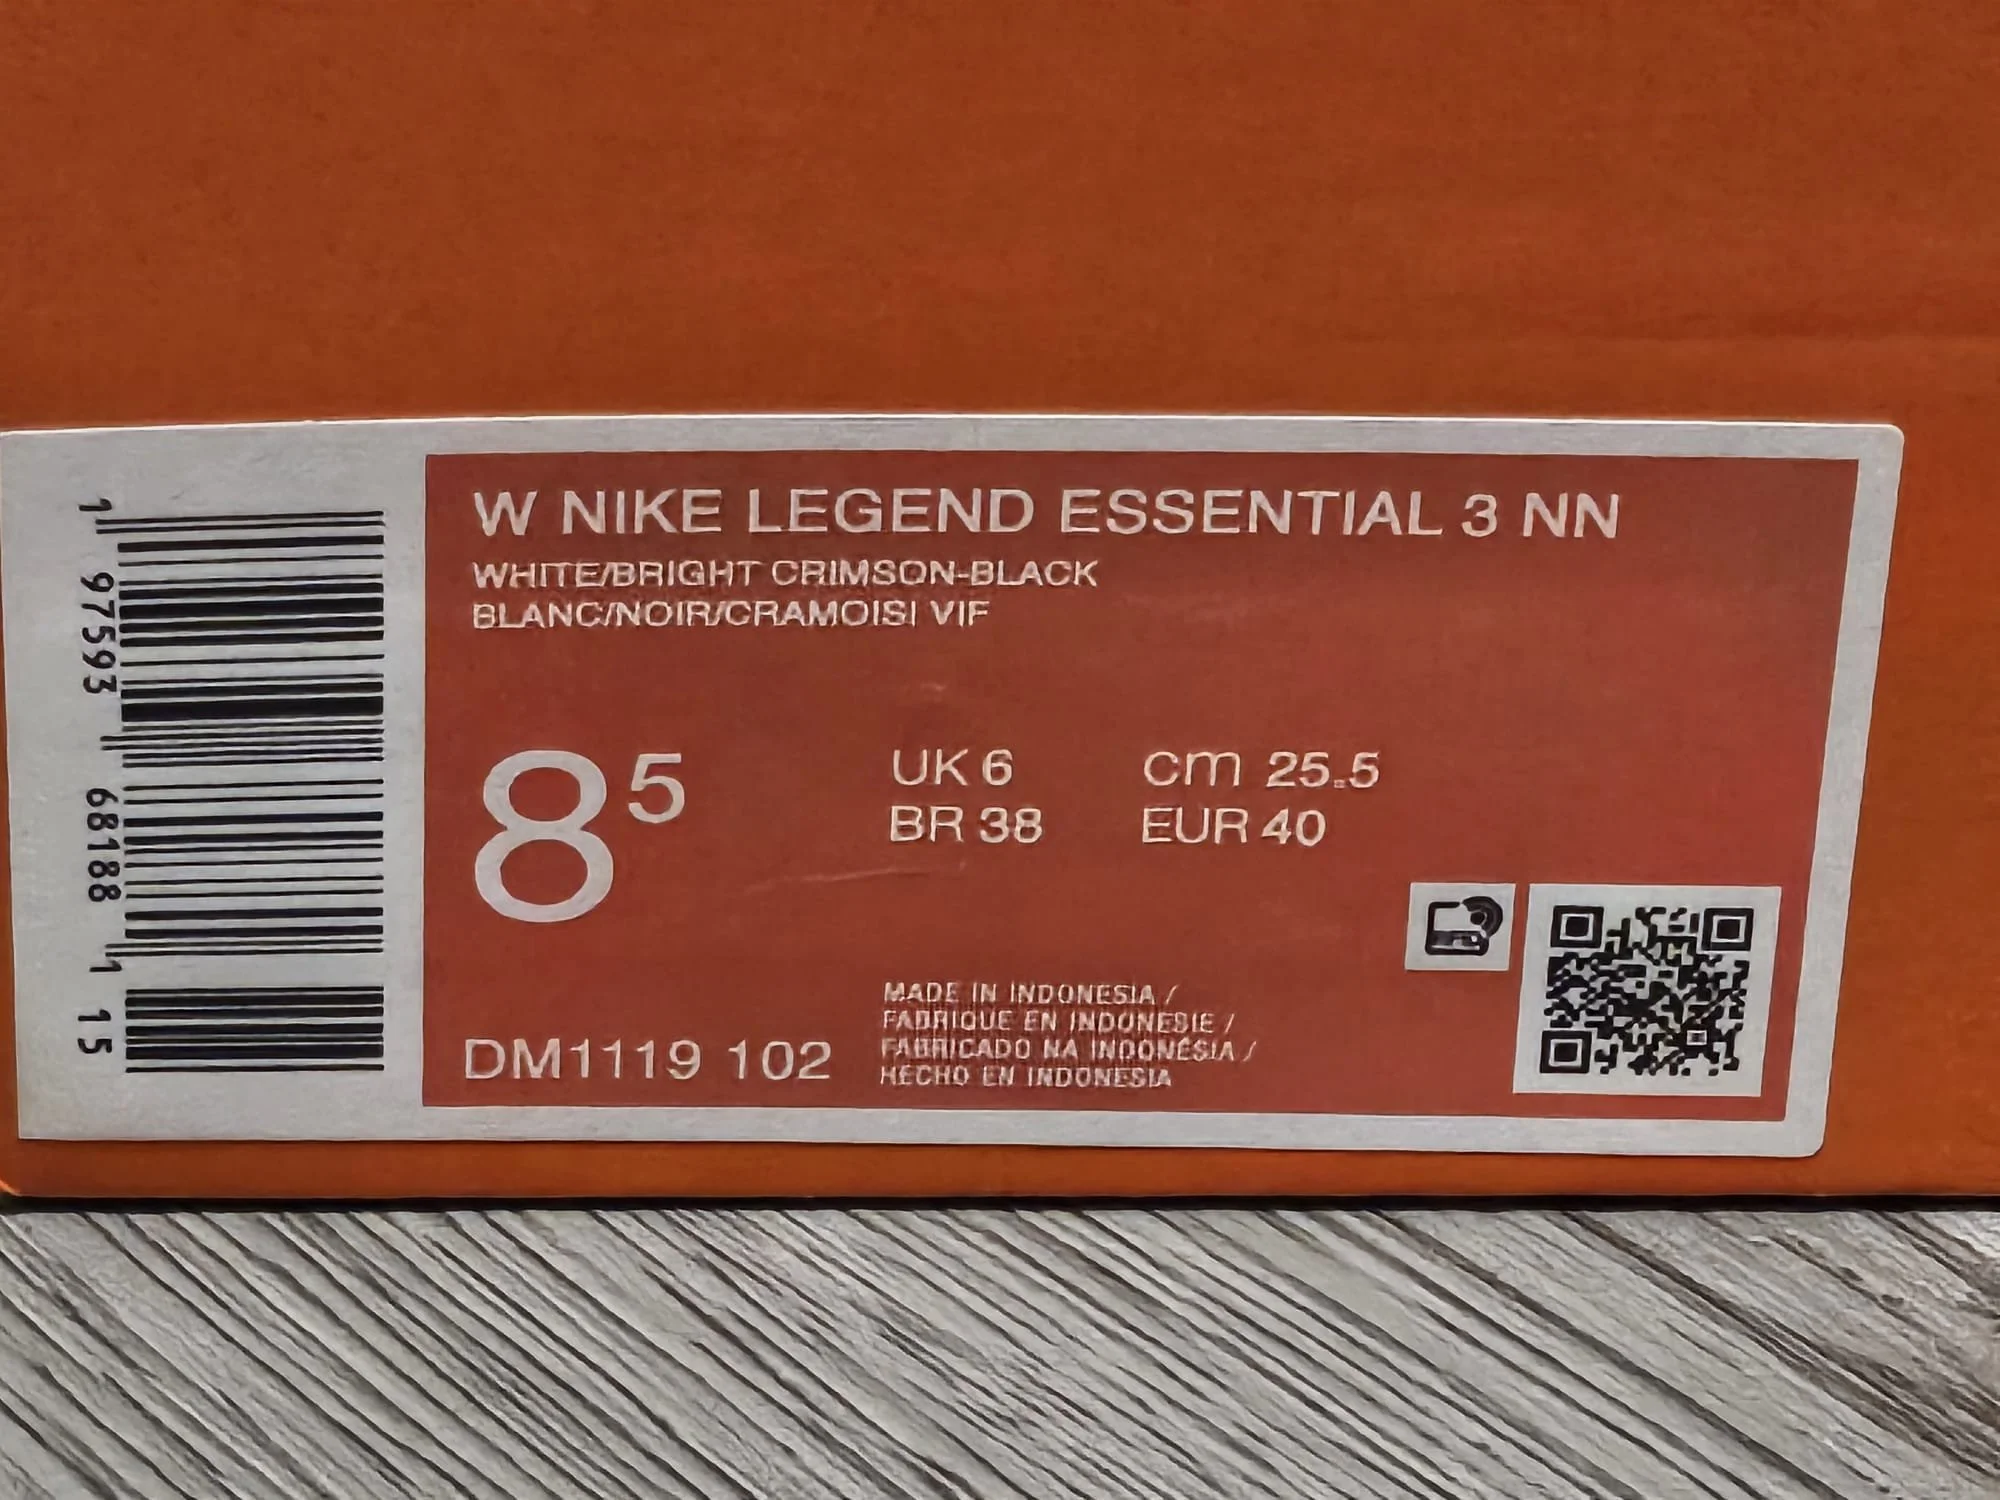 W NIKE LEGEND ESSENTIAL 3 NN
WHITE/BRIGHT CRIMSON-BLACK
BLANC/NOIR/CRAMOISI VIF
8 5
UK 6 cm 25.5
BR 38 EUR 40
DM1119 102
MADE IN INDONESIA /
FABRIQUE EN INDONESIE /
FABRICADO NA INDONÉSIA /
HECHO EN INDONESIA
1 97593 68188 1 15